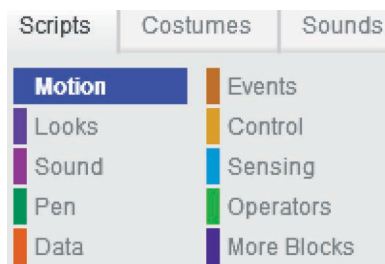 Scripts Costumes Sounds
Motion Events
Looks Control
Sound Sensing
Pen Operators
Data More Blocks